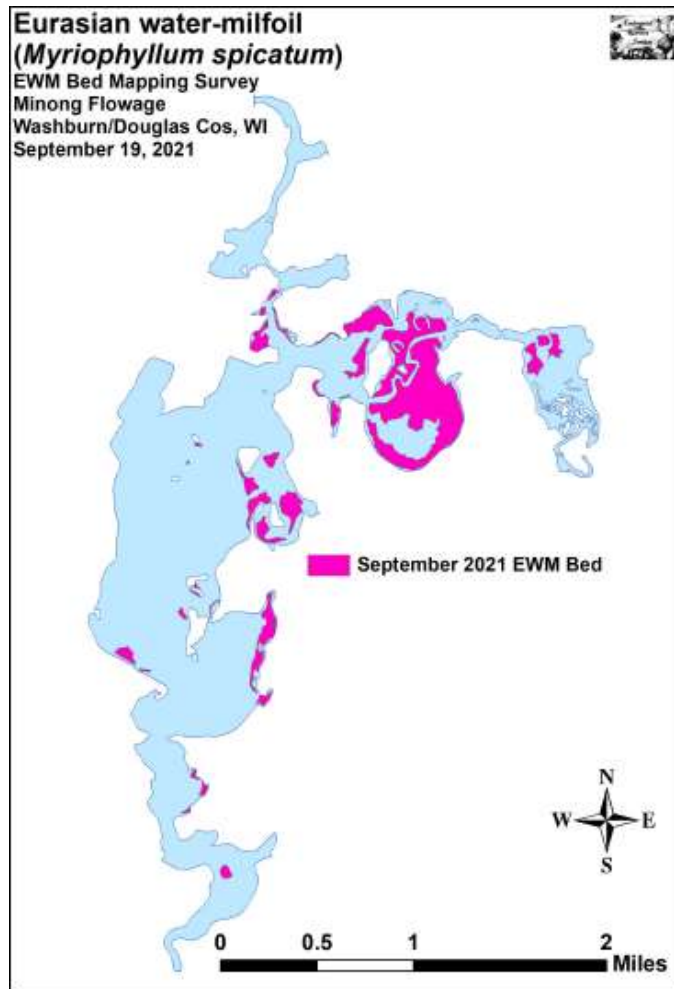 Eurasian water-milfoil
(Myriophyllum spicatum)
EWM Bed Mapping Survey
Minong Flowage
Washburn/Douglas Cos, WI
September 19, 2021
September 2021 EWM Bed
N
W E
S
0 0.5 1 2
Miles